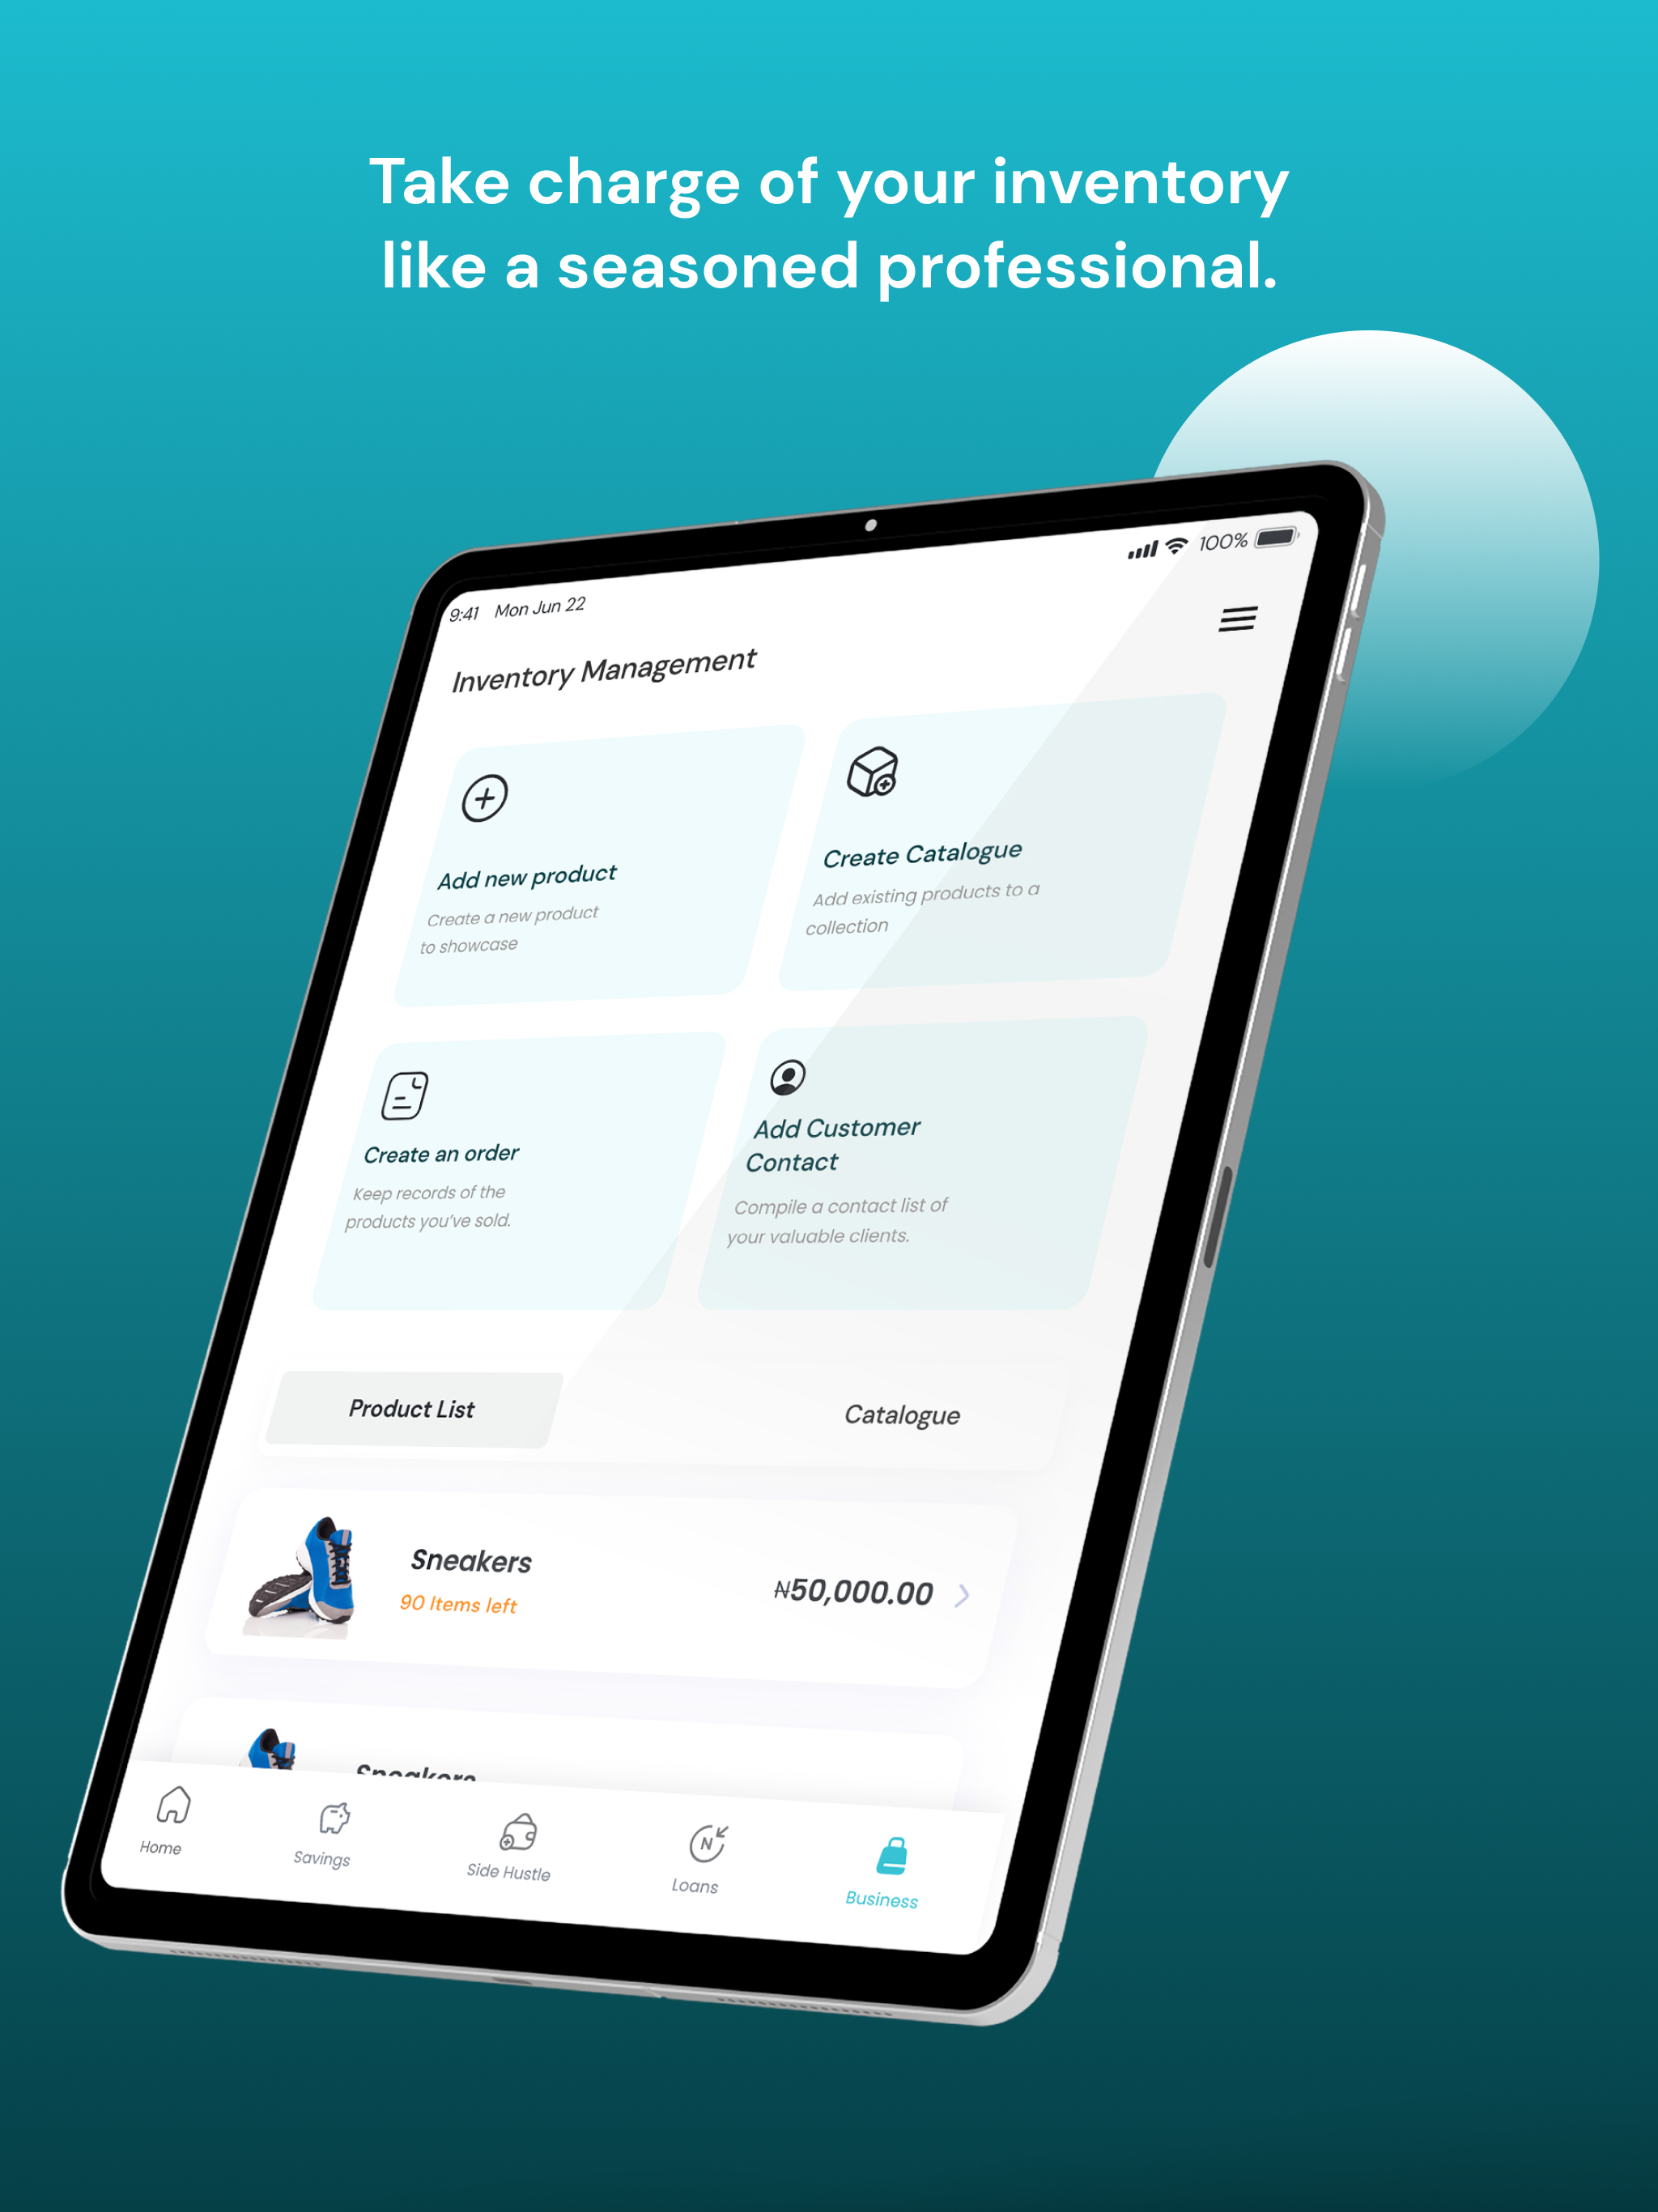 Take charge of your inventory
like a seasoned professional.
9:41 Mon Jun 22
100%
Inventory Management
Add new product
Create a new product
to showcase
Create Catalogue
Add existing products to a
collection
Create an order
Keep records of the
products you've sold.
Add Customer
Contact
Compile a contact list of
your valuable clients.
Product List
Catalogue
Sneakers
90 Items left
₦50,000.00
Sneakers
Home
Savings
Side Hustle
N
Loans
Business